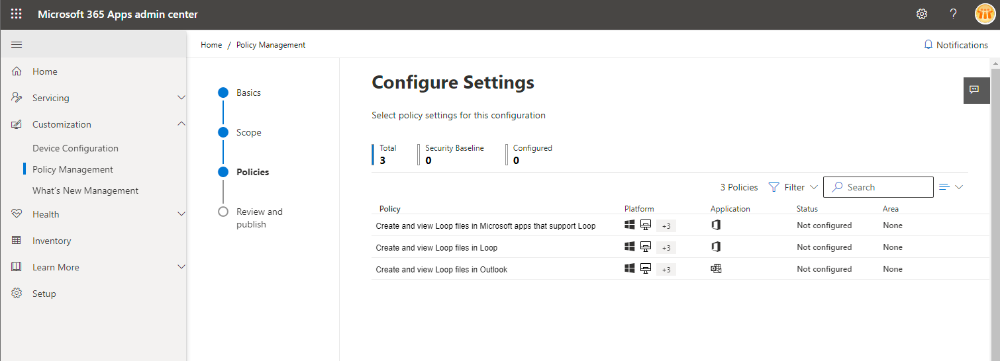 Microsoft 365 Apps admin center
?
Home / Policy Management
Notifications
Home
Servicing
Customization
Device Configuration
Policy Management
What's New Management
Health
Inventory
Learn More
Setup
Basics
Scope
Policies
Review and
publish
Configure Settings
Select policy settings for this configuration
Total
3
Security Baseline
0
Configured
0
3 Policies Filter Search
Policy Platform Application Status Area
Create and view Loop files in Microsoft apps that support Loop +3 Not configured None
Create and view Loop files in Loop +3 Not configured None
Create and view Loop files in Outlook +3 Not configured None